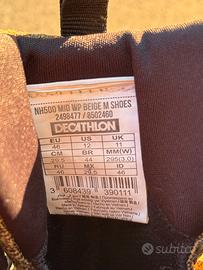 NH500 MID WP BEIGE M SHOES
2498477 / 8502460
DECATHLON
EU US UK
46 12 11
CM BR MM(W)
29.5 44 295(3.0)
RU MX ID
46 29.5 46
3 608439 390111
subito